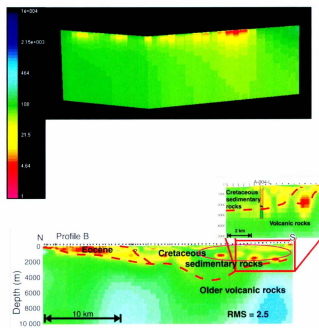 1e+004
2.15e+003
464
100
21.5
4.64
1
Cretaceous
sedimentary
rocks
Volcanic rocks
2 km
N
Profile B
S
Eocene
Cretaceous
sedimentary rocks
Older volcanic rocks
10 km
RMS = 2.5
Depth (m)
0
2000
4000
6000
8000
10 000